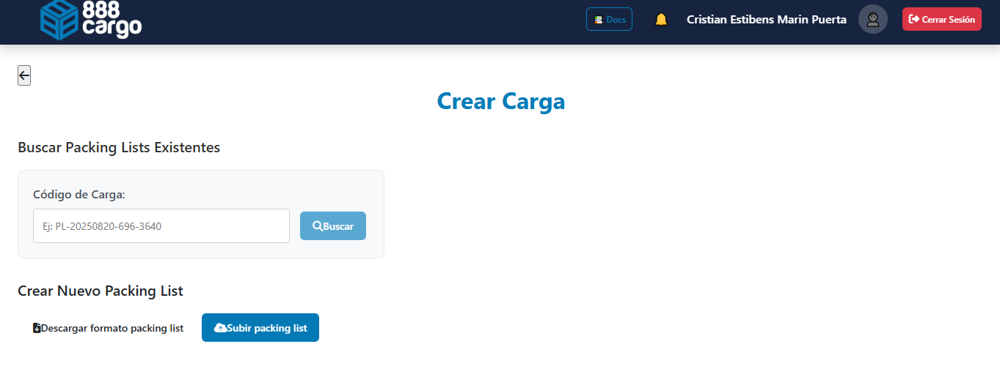 888
cargo
Docs
Cristian Estibens Marin Puerta
Cerrar Sesión
Crear Carga
Buscar Packing Lists Existentes
Código de Carga:
Ej: PL-20250820-696-3640
Buscar
Crear Nuevo Packing List
Descargar formato packing list
Subir packing list